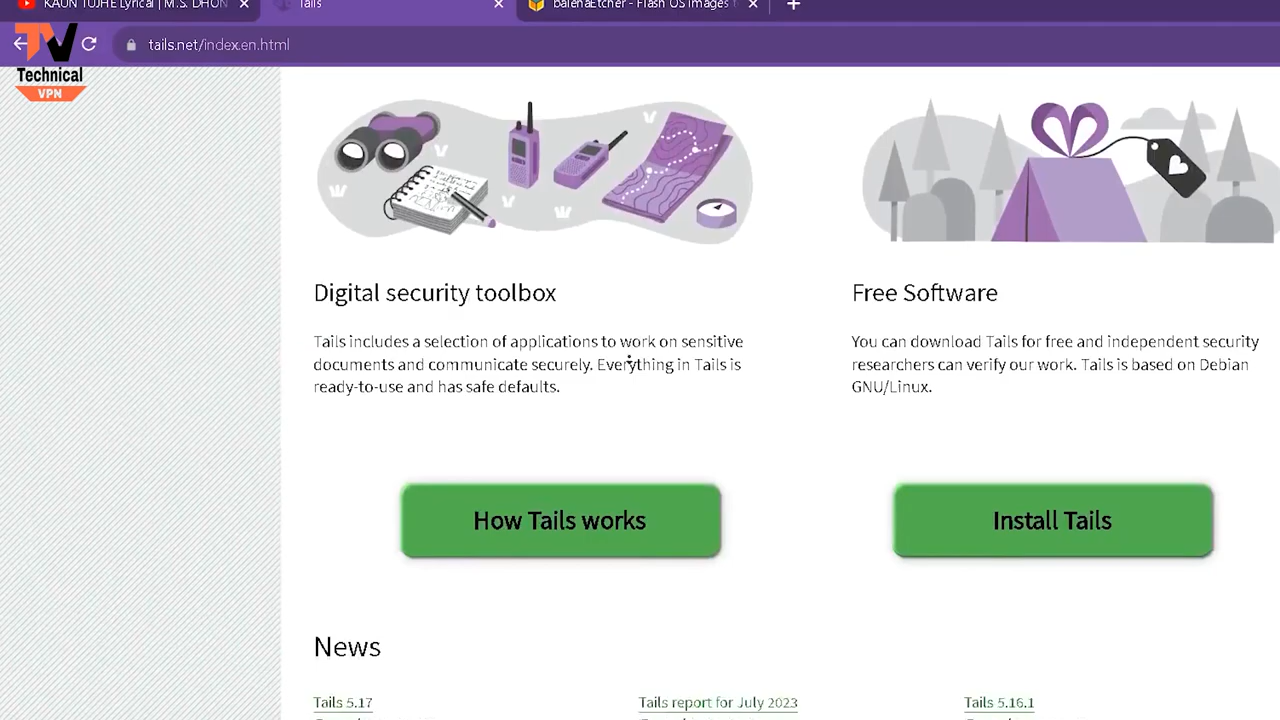 KAUN TUJHE Lyrical | M.S. DHON
Tails
balenaEtcher - Flash OS images t
tails.net/index.en.html
TV
Technical
VPN
Digital security toolbox
Tails includes a selection of applications to work on sensitive
documents and communicate securely. Everything in Tails is
ready-to-use and has safe defaults.
Free Software
You can download Tails for free and independent security
researchers can verify our work. Tails is based on Debian
GNU/Linux.
How Tails works
Install Tails
News
Tails 5.17
Tails report for July 2023
Tails 5.16.1